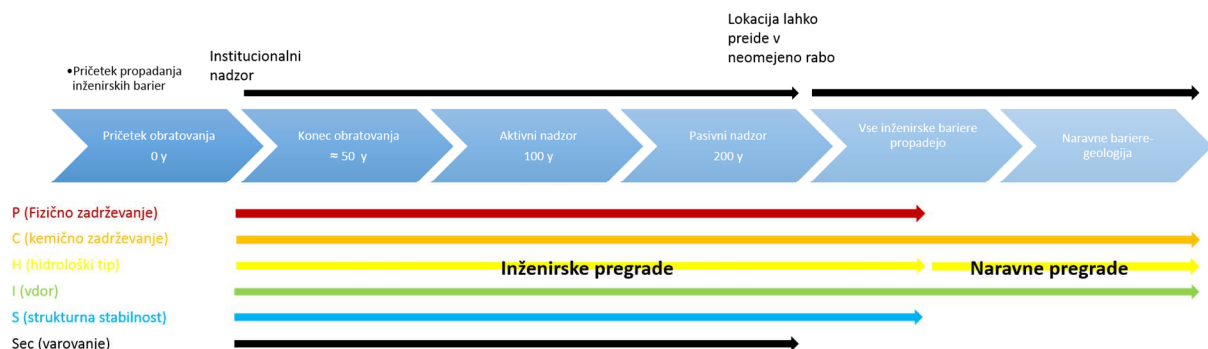 Lokacija lahko
preide v
neomejeno rabo
Institucionalni
nadzor
•Pričetek propadanja
inženirskih barier
Pričetek obratovanja
0 y
Konec obratovanja
≈ 50 y
Aktivni nadzor
100 y
Pasivni nadzor
200 y
Vse inženirske bariere
propadejo
Naravne bariere-
geologija
P (Fizično zadrževanje)
C (kemično zadrževanje)
H (hidrološki tip)
Inženirske pregrade
Naravne pregrade
I (vdor)
S (strukturna stabilnost)
Sec (varovanje)